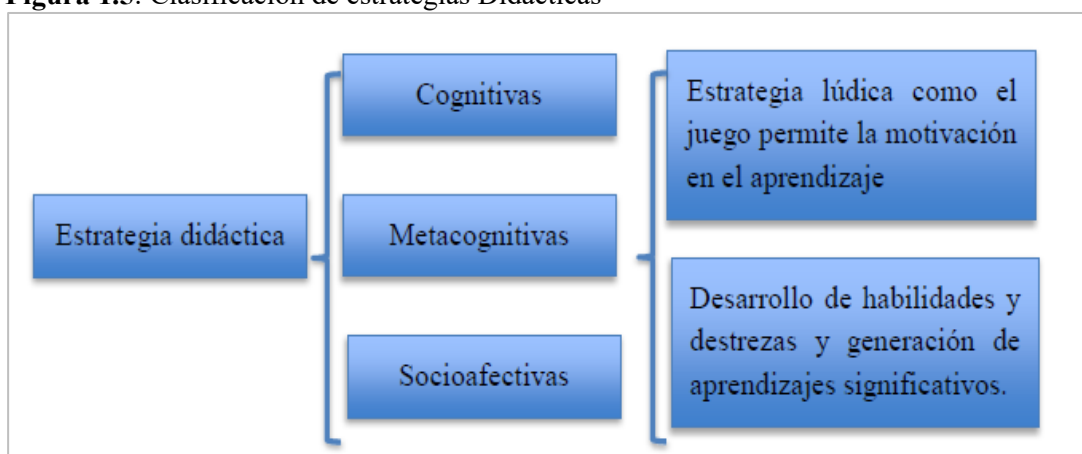 Figura 1.3. Clasificación de estrategias Didácticas
Cognitivas
Estrategia lúdica como el
juego permite la motivación
en el aprendizaje
Estrategia didáctica
Metacognitivas
Desarrollo de habilidades y
destrezas y generación de
aprendizajes significativos.
Socioafectivas